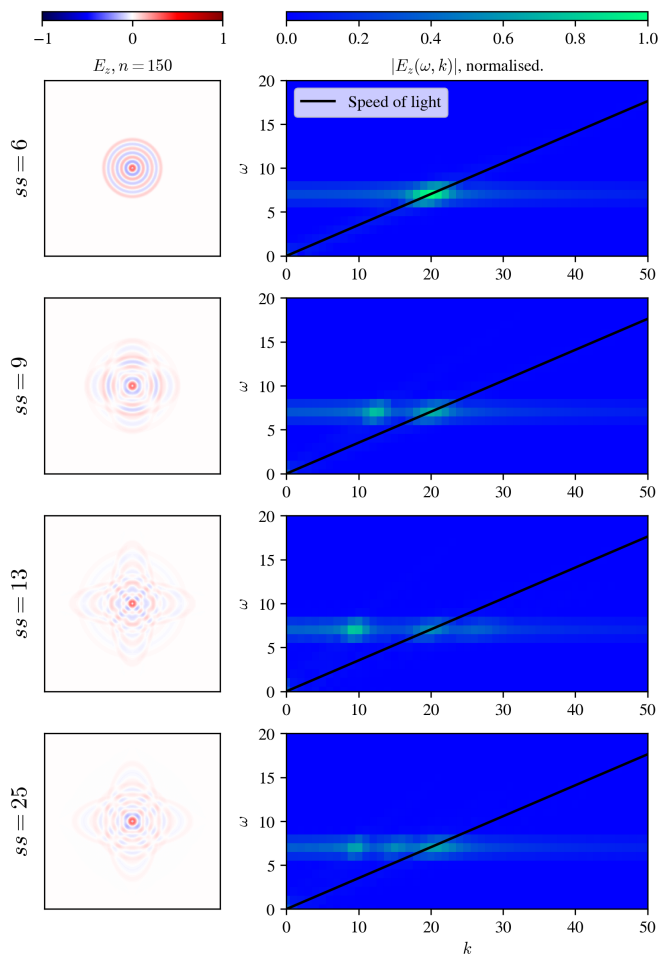 −1 0 1
0.0 0.2 0.4 0.6 0.8 1.0
E_z, n = 150
|E_z(ω, k)|, normalised.
ss = 6
20
15
10
5
0
ω
Speed of light
0 10 20 30 40 50
ss = 9
20
15
10
5
0
ω
0 10 20 30 40 50
ss = 13
20
15
10
5
0
ω
0 10 20 30 40 50
ss = 25
20
15
10
5
0
ω
0 10 20 30 40 50
k